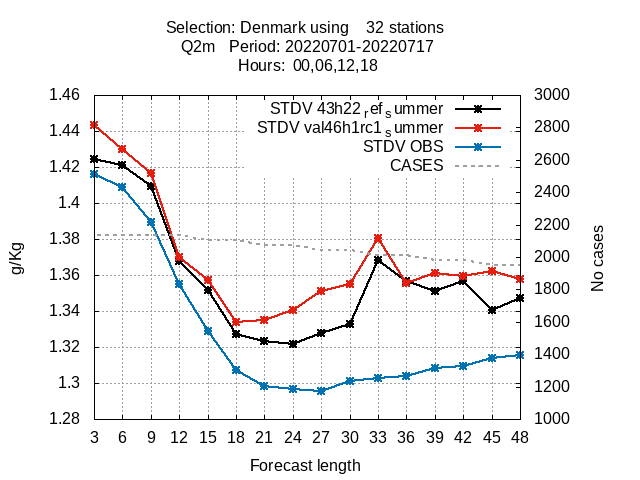 Selection: Denmark using    32 stations
Q2m   Period: 20220701-20220717
Hours:  00,06,12,18
1.46
1.44
1.42
1.4
1.38
1.36
1.34
1.32
1.3
1.28
g/Kg
STDV 43h22refsummer
STDV val46h1rc1summer
STDV OBS
CASES
3000
2800
2600
2400
2200
2000
1800
1600
1400
1200
1000
No cases
3 6 9 12 15 18 21 24 27 30 33 36 39 42 45 48
Forecast length